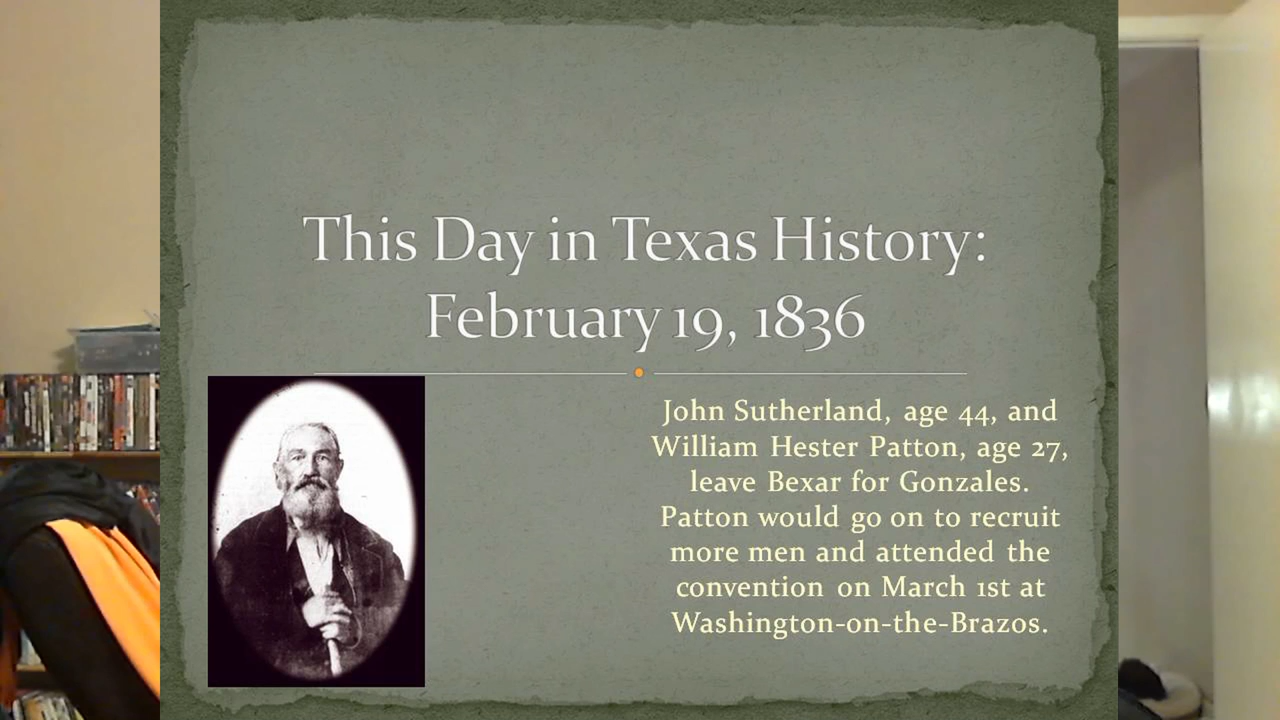 This Day in Texas History:
February 19, 1836
John Sutherland, age 44, and
William Hester Patton, age 27,
leave Bexar for Gonzales.
Patton would go on to recruit
more men and attended the
convention on March 1st at
Washington-on-the-Brazos.